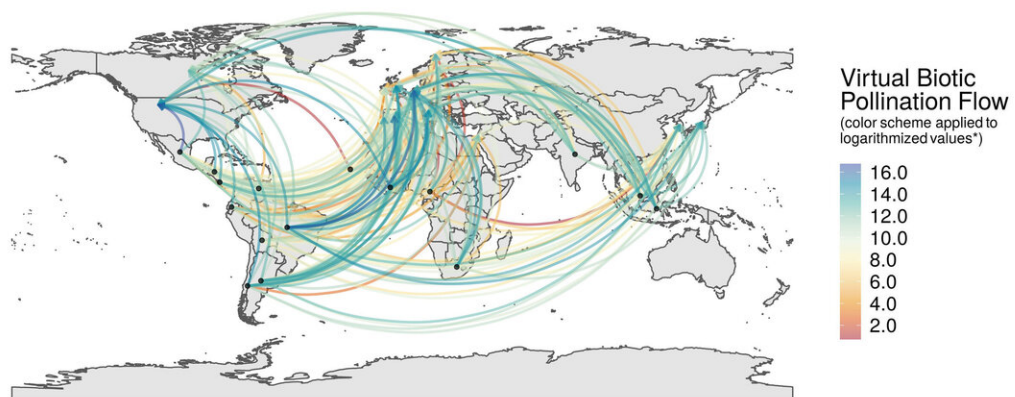 Virtual Biotic
Pollination Flow
(color scheme applied to
logarithmized values*)
16.0
14.0
12.0
10.0
8.0
6.0
4.0
2.0